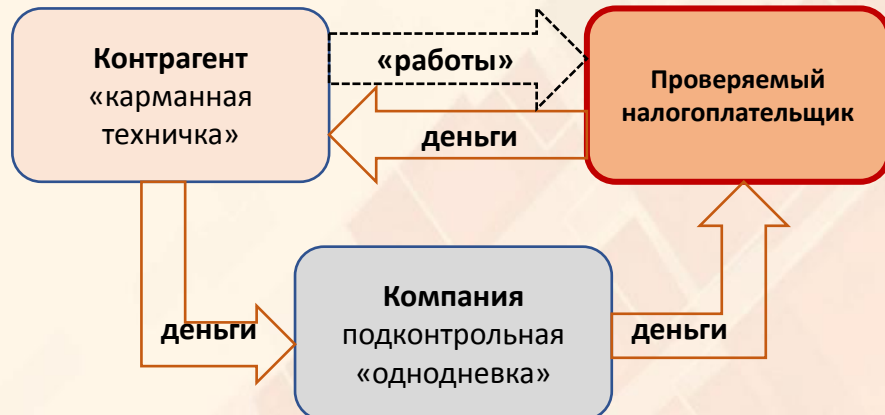 Контрагент
«карманная
техничка»
«работы»
деньги
Проверяемый
налогоплательщик
деньги
Компания
подконтрольная
«однодневка»
деньги